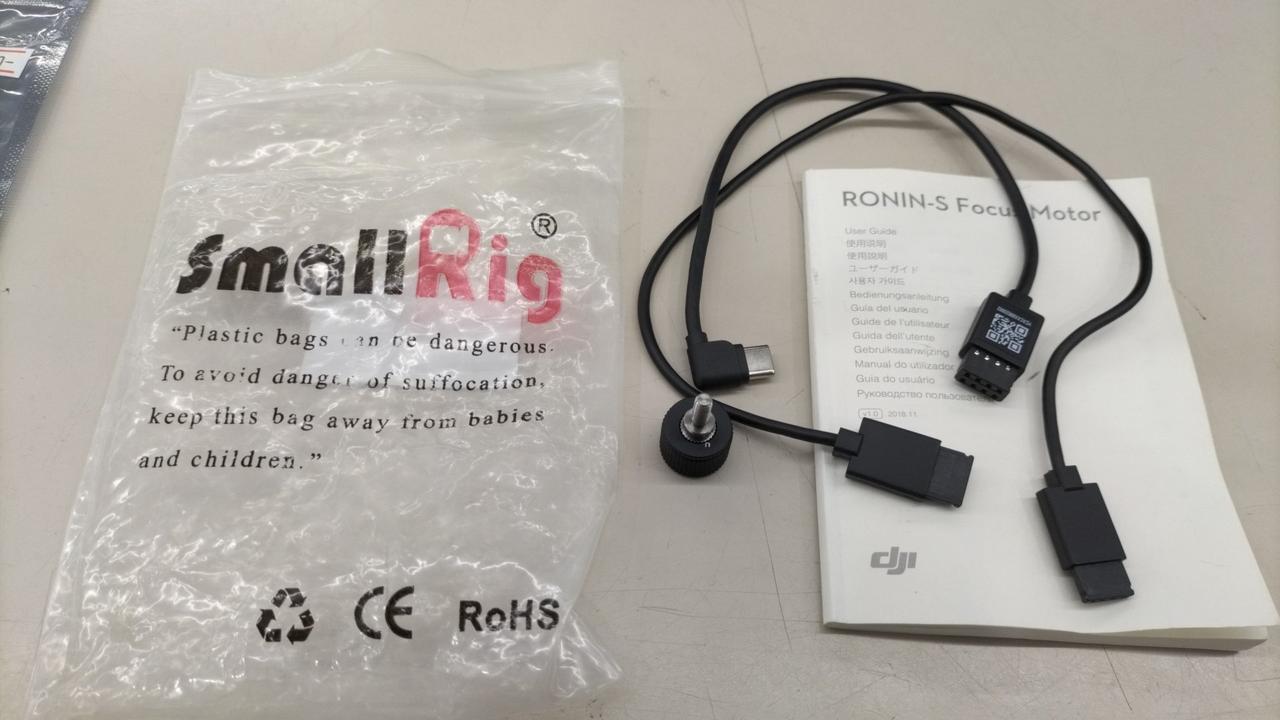 SmallRig®
“Plastic bags can be dangerous.
To avoid danger of suffocation,
keep this bag away from babies
and children.”
CE RoHS
RONIN-S Focus Motor
User Guide
使用说明
使用說明
ユーザーガイド
사용자 가이드
Bedienungsanleitung
Guía del usuario
Guide de l'utilisateur
Guida dell'utente
Gebruiksaanwijzing
Manual do utilizador
Guia do usuário
Руководство пользователя
v1.0 2018.11
dji